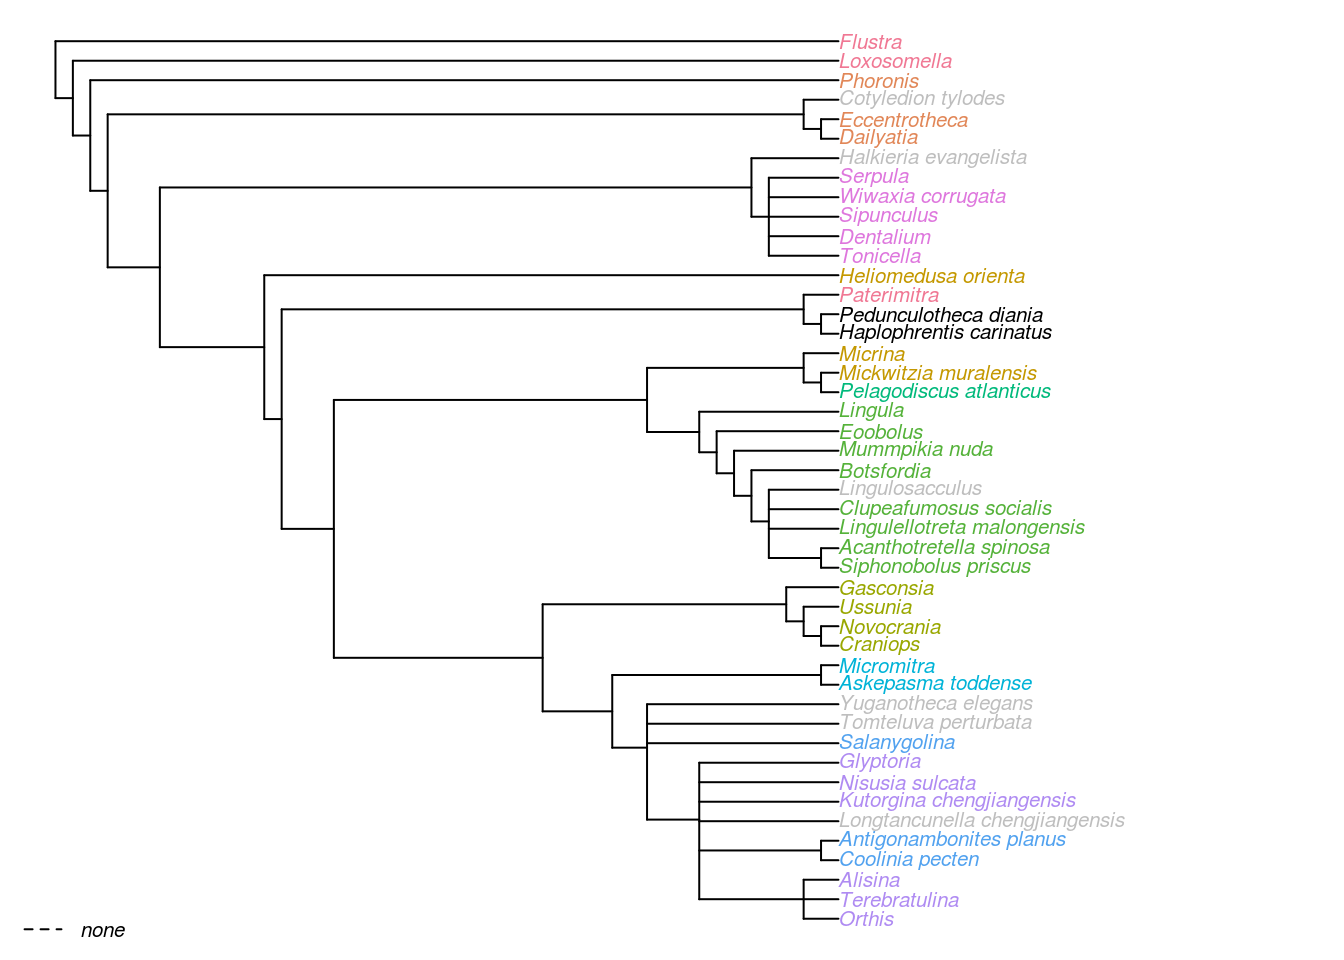 Flustra
Loxosomella
Phoronis
Cotyledion tylodes
Eccentrotheca
Dailyatia
Halkieria evangelista
Serpula
Wiwaxia corrugata
Sipunculus
Dentalium
Tonicella
Heliomedusa orienta
Paterimitra
Pedunculotheca diania
Haplophrentis carinatus
Micrina
Mickwitzia muralensis
Pelagodiscus atlanticus
Lingula
Eoobolus
Mummpikia nuda
Botsfordia
Lingulosacculus
Clupeafumosus socialis
Lingulellotreta malongensis
Acanthotretella spinosa
Siphonobolus priscus
Gasconsia
Ussunia
Novocrania
Craniops
Micromitra
Askepasma toddense
Yuganotheca elegans
Tomteluva perturbata
Salanygolina
Glyptoria
Nisusia sulcata
Kutorgina chengjiangensis
Longtancunella chengjiangensis
Antigonambonites planus
Coolinia pecten
Alisina
Terebratulina
Orthis
none